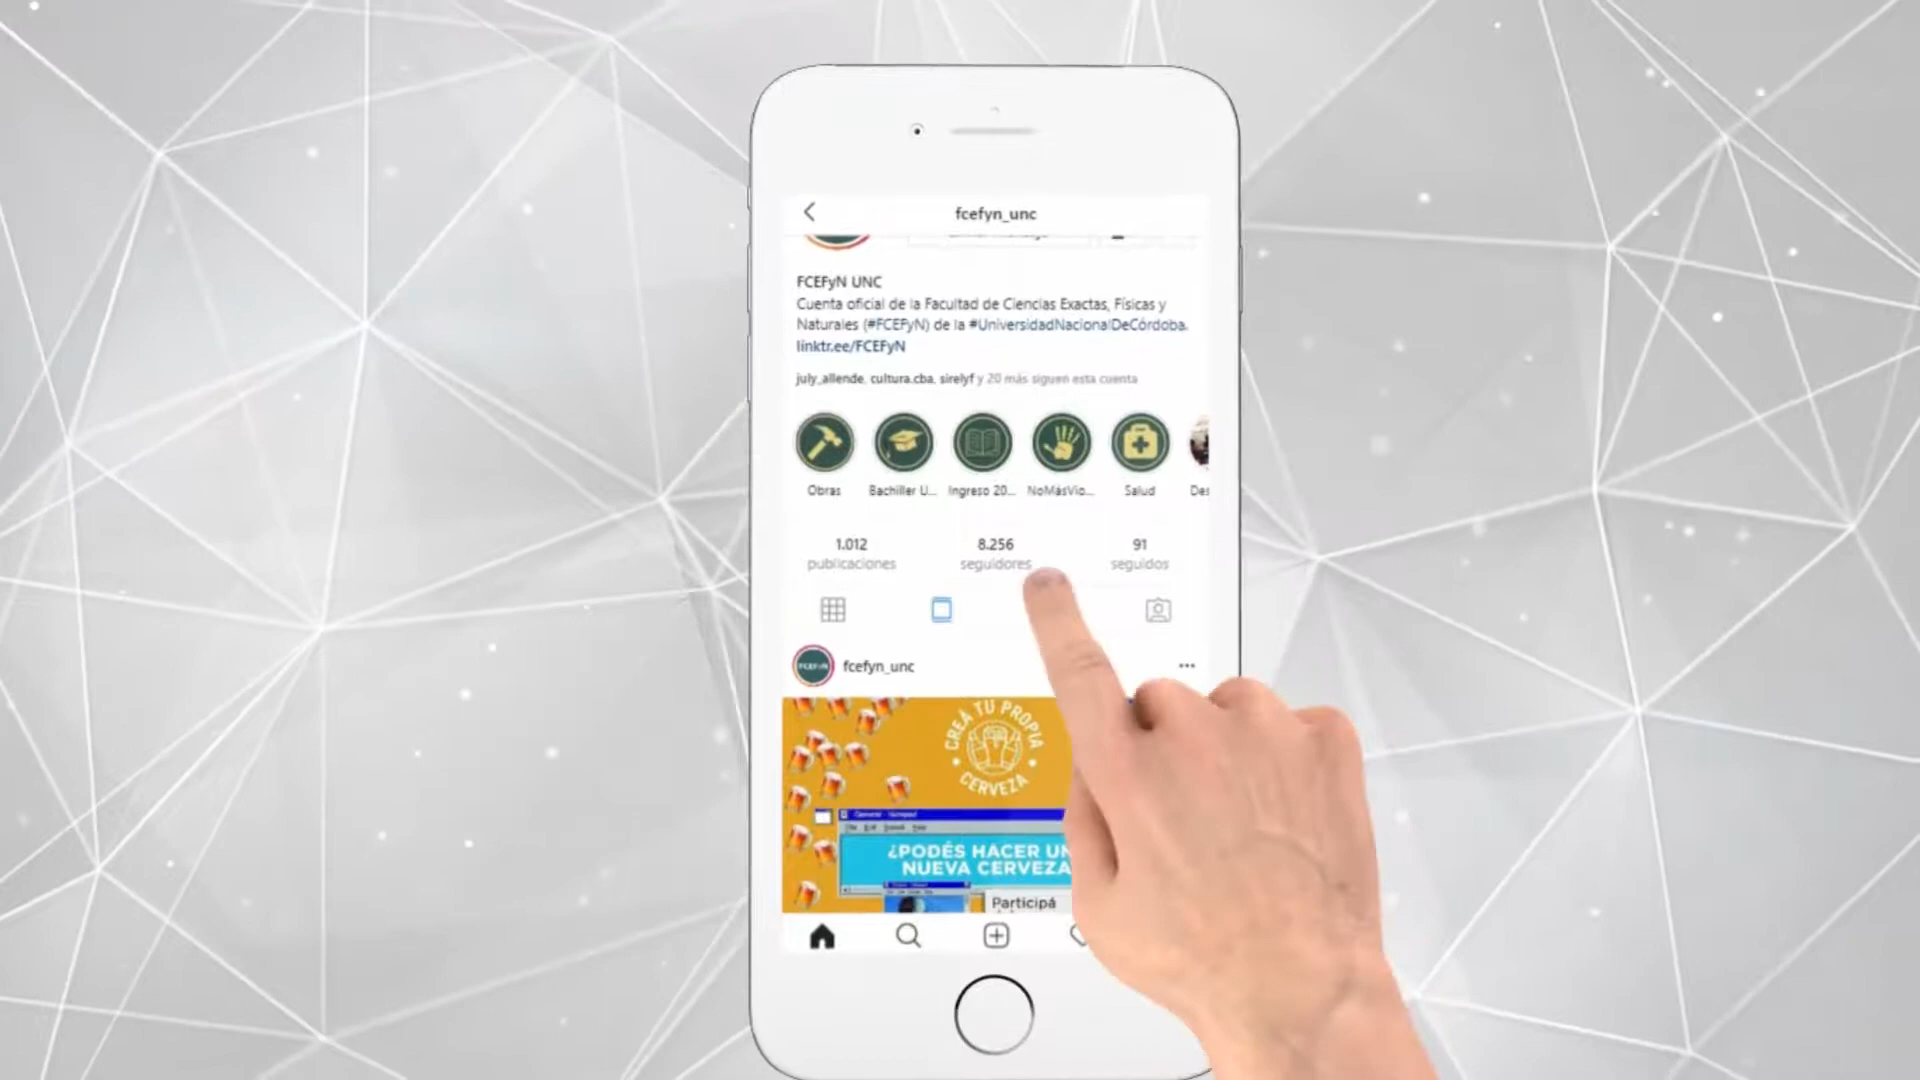 fcefyn_unc
FCEFyN UNC
Cuenta oficial de la Facultad de Ciencias Exactas, Físicas y
Naturales (#FCEFyN) de la #UniversidadNacionalDeCórdoba.
linktr.ee/FCEFyN
july_allende, cultura.cba, sirelyf y 20 más siguen esta cuenta
Obras Bachiller U... Ingreso 20... NoMásVio... Salud Des
1.012 8.256 91
publicaciones seguidores seguidos
FCEFyN fcefyn_unc
CREÁ TU PROPIA
CERVEZA
¿PODÉS HACER UN
NUEVA CERVEZA
Participá